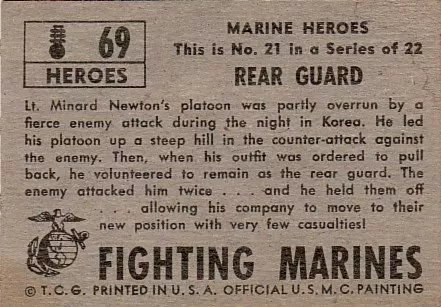 69
HEROES
MARINE HEROES
This is No. 21 in a Series of 22
REAR GUARD
Lt. Minard Newton's platoon was partly overrun by a
fierce enemy attack during the night in Korea. He led
his platoon up a steep hill in the counter-attack against
the enemy. Then, when his outfit was ordered to pull
back, he volunteered to remain as the rear guard. The
enemy attacked him twice . . . . and he held them off
. . . . allowing his company to move to their
new position with very few casualties!
FIGHTING MARINES
© T.C.G. PRINTED IN U.S.A. OFFICIAL U.S.M.C. PAINTING